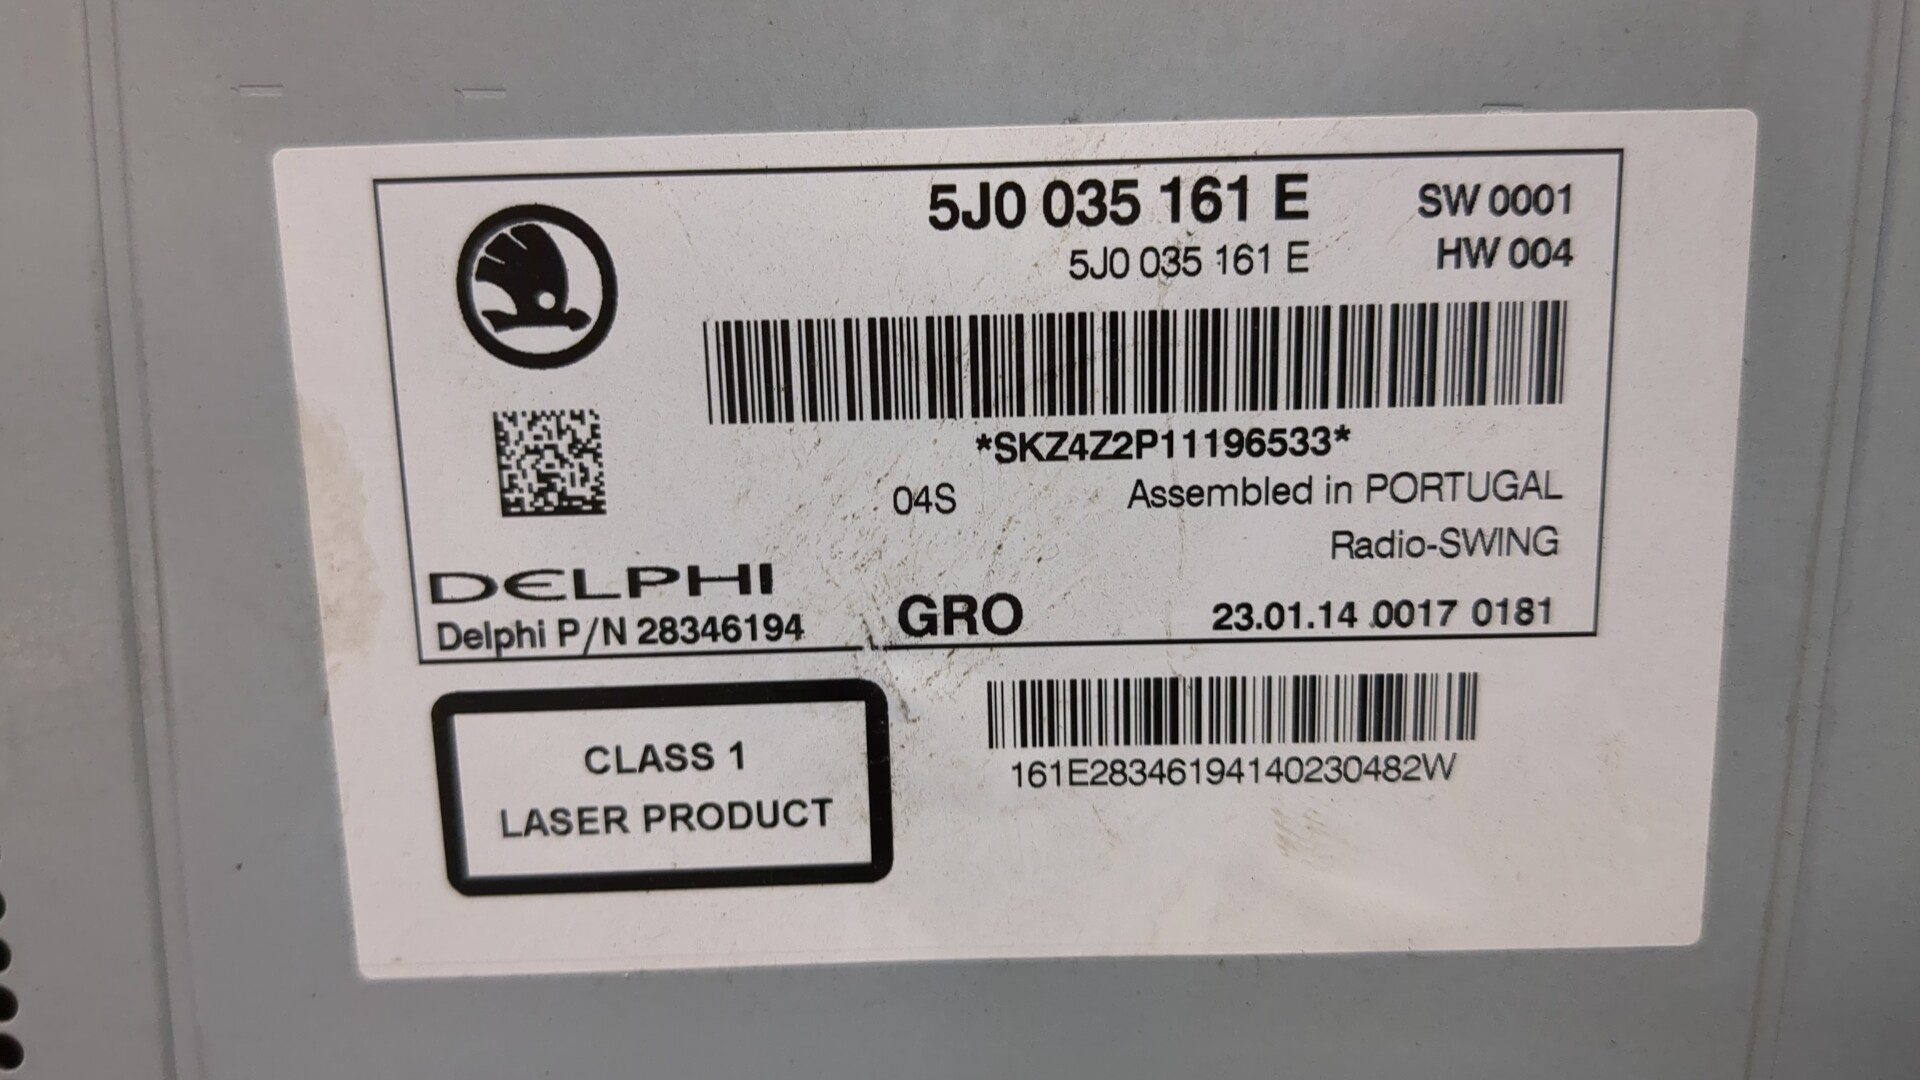 5J0 035 161 E SW 0001
5J0 035 161 E HW 004
*SKZ4Z2P11196533*
04S Assembled in PORTUGAL
Radio-SWING
DELPHI
Delphi P/N 28346194 GRO 23.01.14 0017 0181
CLASS 1
LASER PRODUCT
161E28346194140230482W